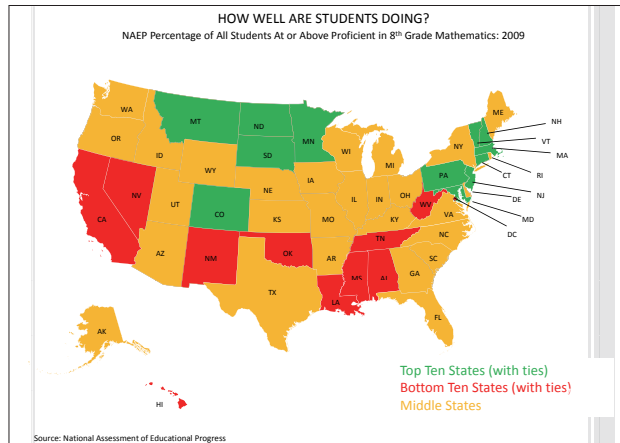 HOW WELL ARE STUDENTS DOING?
NAEP Percentage of All Students At or Above Proficient in 8th Grade Mathematics: 2009
WA
MT
ND
MN
ME
NH
VT
MA
OR
ID
SD
WI
MI
NY
WY
RI
CT
PA
NJ
DE
MD
DC
NV
UT
CO
NE
IA
IL
IN
OH
WV
VA
CA
KS
MO
KY
NC
TN
AZ
NM
OK
AR
SC
MS
AL
GA
TX
LA
FL
AK
HI
Top Ten States (with ties)
Bottom Ten States (with ties)
Middle States
Source: National Assessment of Educational Progress